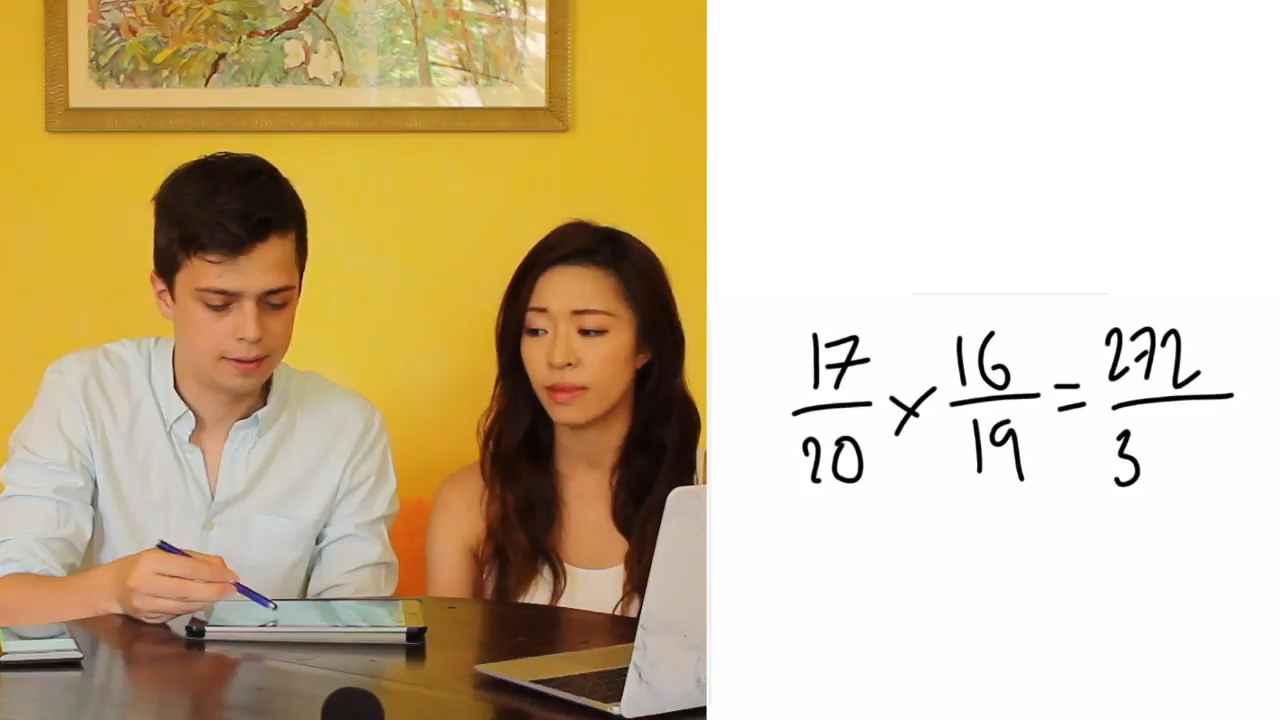 17/20 × 16/19 = 272/3